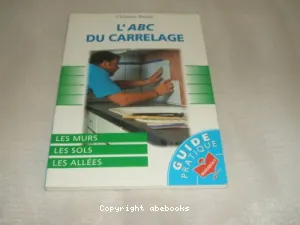 L'ABC
DU CARRELAGE
LES MURS
LES SOLS
LES ALLÉES
GUIDE
PRATIQUE
Copyright abebooks